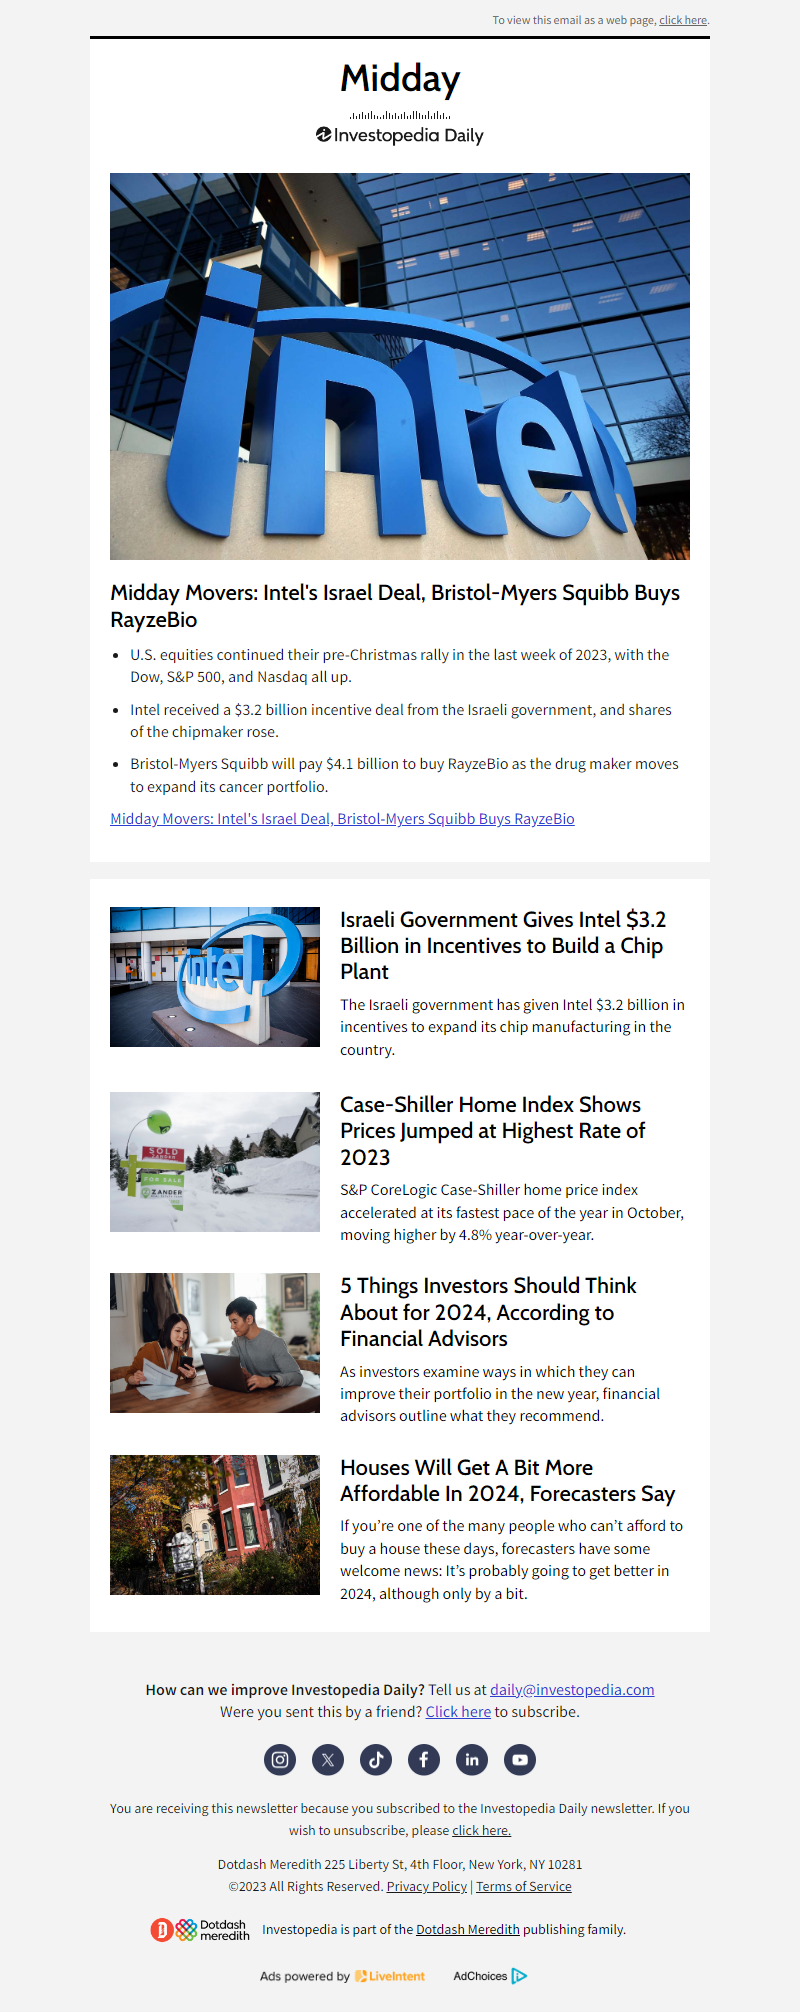 To view this email as a web page, click here.
Midday
Investopedia Daily
intel
Midday Movers: Intel's Israel Deal, Bristol-Myers Squibb Buys
RayzeBio
• U.S. equities continued their pre-Christmas rally in the last week of 2023, with the
Dow, S&P 500, and Nasdaq all up.
• Intel received a $3.2 billion incentive deal from the Israeli government, and shares
of the chipmaker rose.
• Bristol-Myers Squibb will pay $4.1 billion to buy RayzeBio as the drug maker moves
to expand its cancer portfolio.
Midday Movers: Intel's Israel Deal, Bristol-Myers Squibb Buys RayzeBio
intel
Israeli Government Gives Intel $3.2
Billion in Incentives to Build a Chip
Plant
The Israeli government has given Intel $3.2 billion in
incentives to expand its chip manufacturing in the
country.
SOLD
FOR SALE
ZANDER
Case-Shiller Home Index Shows
Prices Jumped at Highest Rate of
2023
S&P CoreLogic Case-Shiller home price index
accelerated at its fastest pace of the year in October,
moving higher by 4.8% year-over-year.
5 Things Investors Should Think
About for 2024, According to
Financial Advisors
As investors examine ways in which they can
improve their portfolio in the new year, financial
advisors outline what they recommend.
Houses Will Get A Bit More
Affordable In 2024, Forecasters Say
If you’re one of the many people who can’t afford to
buy a house these days, forecasters have some
welcome news: It’s probably going to get better in
2024, although only by a bit.
How can we improve Investopedia Daily? Tell us at daily@investopedia.com
Were you sent this by a friend? Click here to subscribe.
You are receiving this newsletter because you subscribed to the Investopedia Daily newsletter. If you
wish to unsubscribe, please click here.
Dotdash Meredith 225 Liberty St, 4th Floor, New York, NY 10281
©2023 All Rights Reserved. Privacy Policy | Terms of Service
Dotdash
meredith
Investopedia is part of the Dotdash Meredith publishing family.
Ads powered by LiveIntent AdChoices